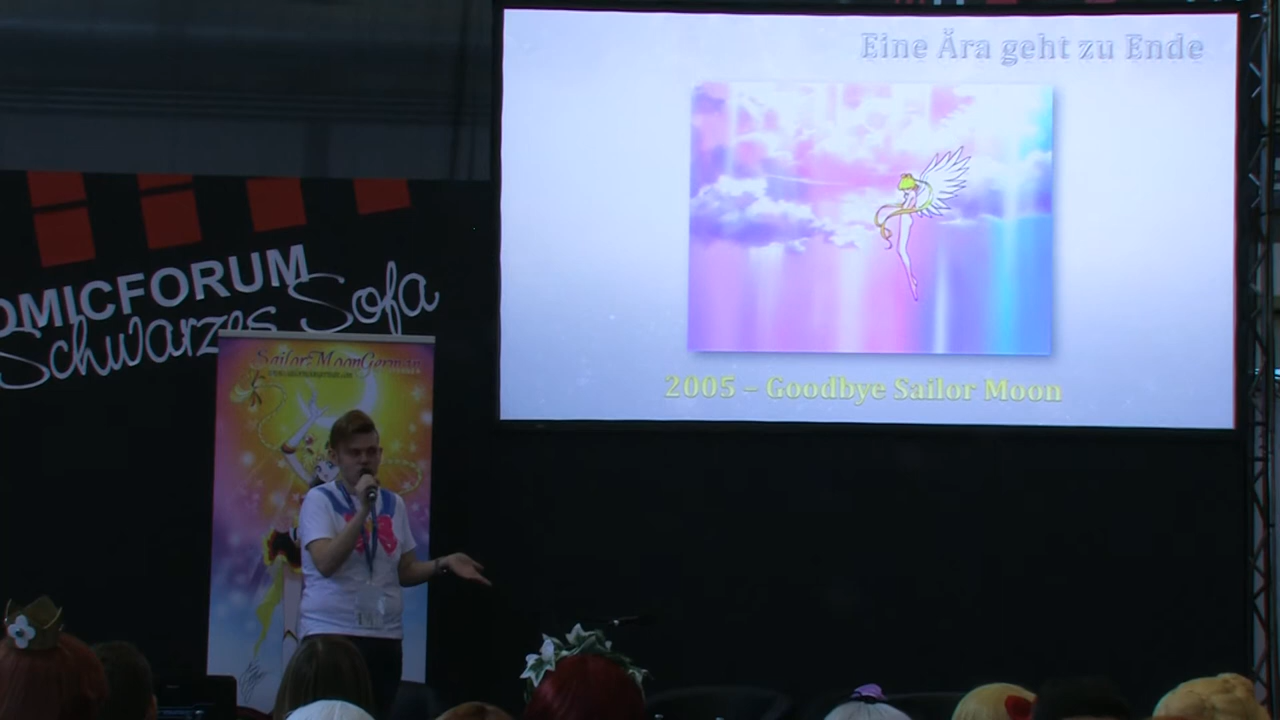 Eine Ära geht zu Ende
2005 – Goodbye Sailor Moon
OMICFORUM
Schwarzes Sofa
SailorMoonGerman